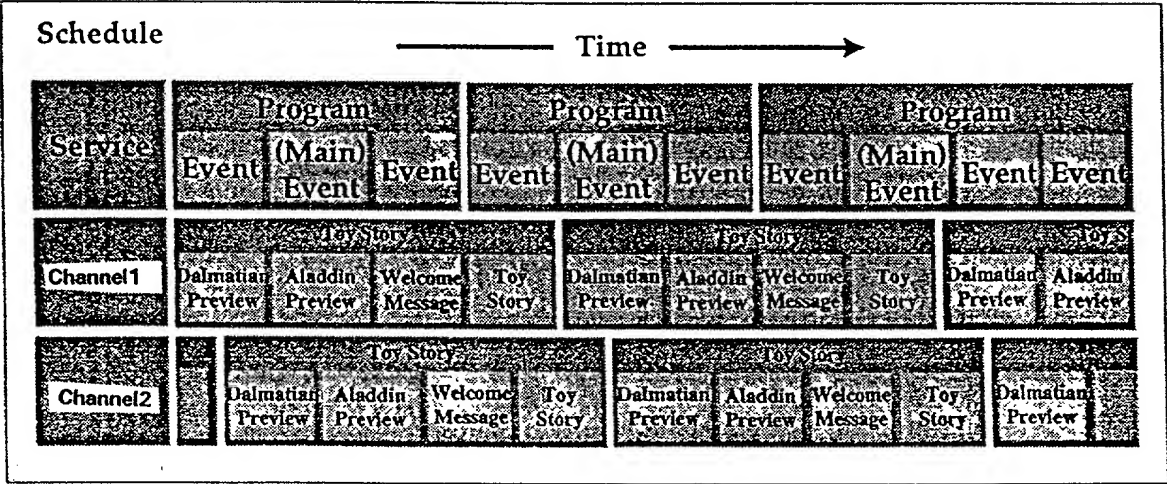 Schedule
Time
Program Program Program
Service
Event (Main) Event Event Event (Main) Event Event Event (Main) Event Event Event
Toy Story Toy Story Toy S
Channel1
Dalmatian Preview Aladdin Preview Welcome Message Toy Story Dalmatian Preview Aladdin Preview Welcome Message Toy Story Dalmatian Preview Aladdin Preview
Toy Story Toy Story
Channel2
Dalmatian Preview Aladdin Preview Welcome Message Toy Story Dalmatian Preview Aladdin Preview Welcome Message Toy Story Dalmatian Preview